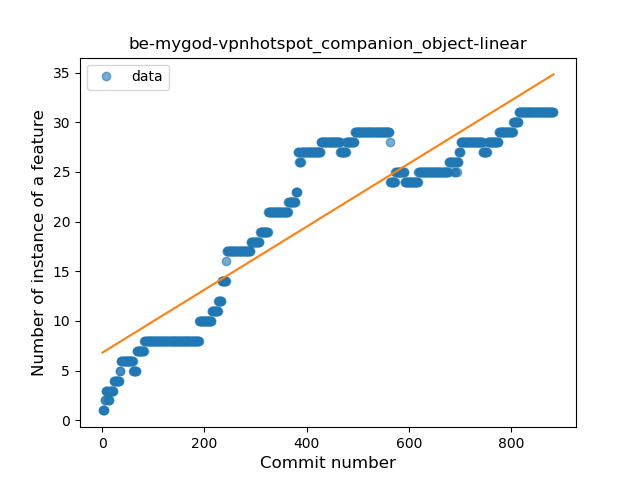 be-mygod-vpnhotspot_companion_object-linear
data
Number of instance of a feature
35
30
25
20
15
10
5
0
0 200 400 600 800
Commit number